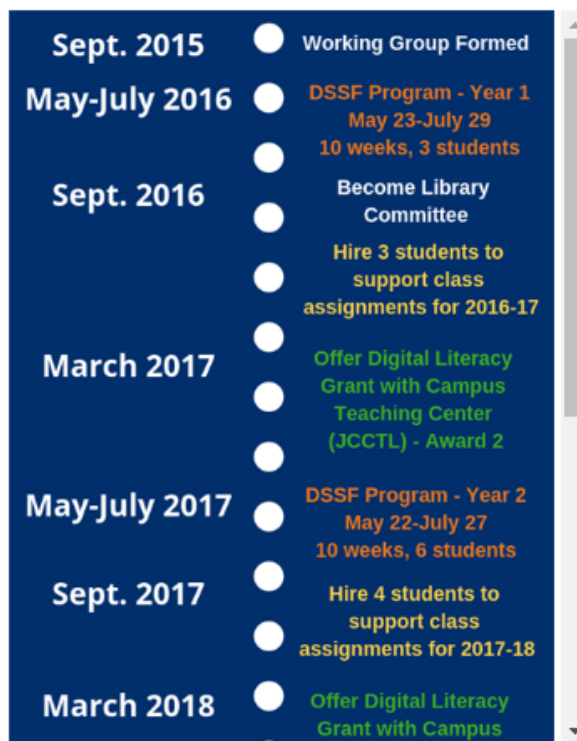 Sept. 2015
Working Group Formed
May-July 2016
DSSF Program - Year 1
May 23-July 29
10 weeks, 3 students
Sept. 2016
Become Library
Committee
Hire 3 students to
support class
assignments for 2016-17
March 2017
Offer Digital Literacy
Grant with Campus
Teaching Center
(JCCTL) - Award 2
May-July 2017
DSSF Program - Year 2
May 22-July 27
10 weeks, 6 students
Sept. 2017
Hire 4 students to
support class
assignments for 2017-18
March 2018
Offer Digital Literacy
Grant with Campus